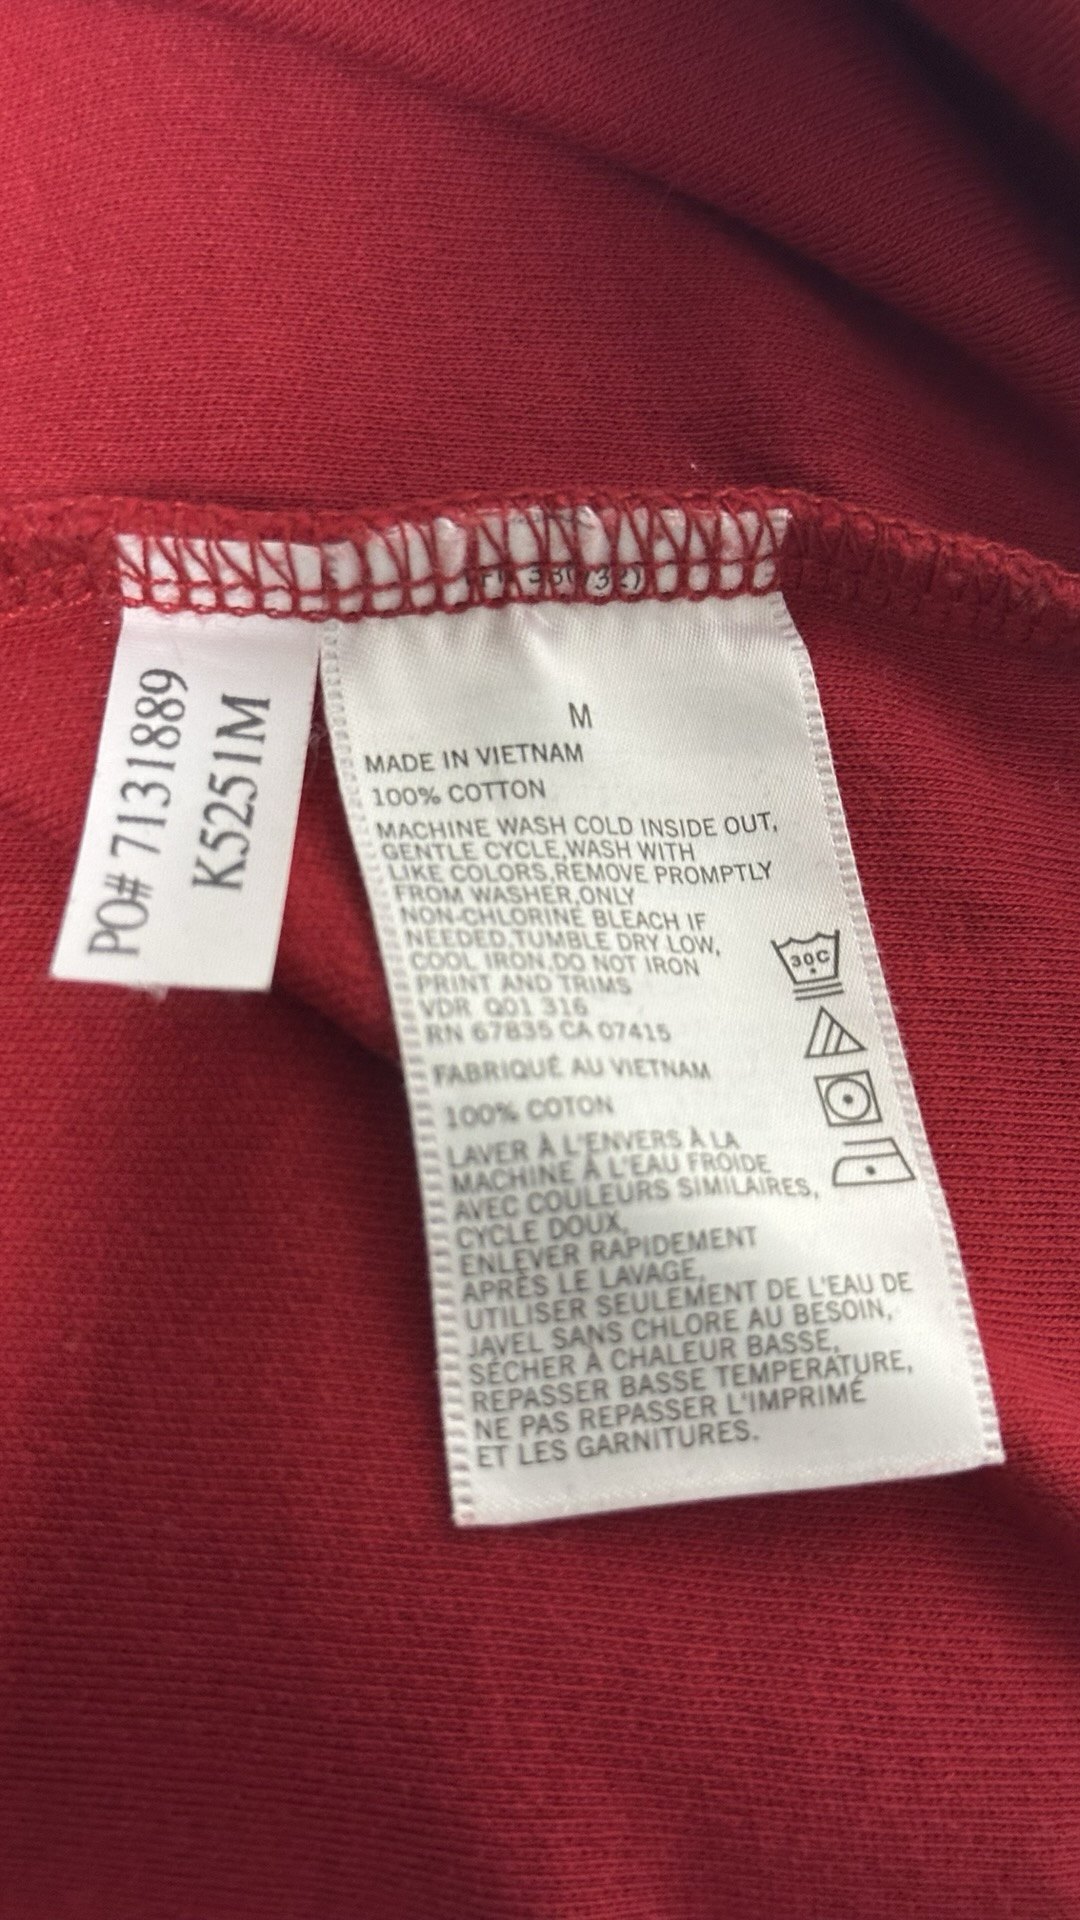 PO# 7131889
K5251M
M
MADE IN VIETNAM
100% COTTON
MACHINE WASH COLD INSIDE OUT,
GENTLE CYCLE,WASH WITH
LIKE COLORS,REMOVE PROMPTLY
FROM WASHER,ONLY
NON-CHLORINE BLEACH IF
NEEDED,TUMBLE DRY LOW,
COOL IRON,DO NOT IRON
PRINT AND TRIMS
VDR Q01 316
RN 67835 CA 07415
30C
FABRIQUÉ AU VIETNAM
100% COTON
LAVER À L'ENVERS À LA
MACHINE À L'EAU FROIDE
AVEC COULEURS SIMILAIRES,
CYCLE DOUX,
ENLEVER RAPIDEMENT
APRÈS LE LAVAGE,
UTILISER SEULEMENT DE L'EAU DE
JAVEL SANS CHLORE AU BESOIN,
SÉCHER À CHALEUR BASSE,
REPASSER BASSE TEMPÉRATURE,
NE PAS REPASSER L'IMPRIMÉ
ET LES GARNITURES.